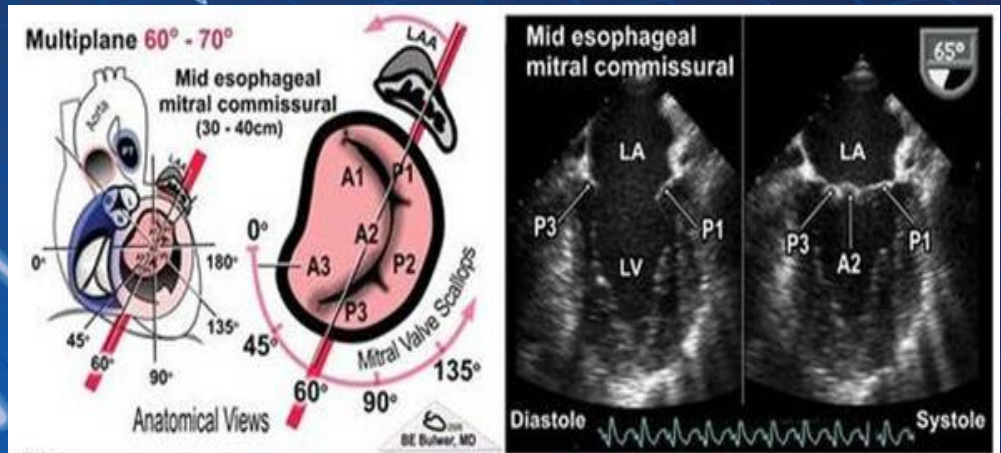 Multiplane 60° - 70°
Mid esophageal
mitral commissural
(30 - 40cm)
LAA
Aorta
PT
LAA
0°
180°
135°
45°
60°
90°
A1
P1
A2
P2
A3
P3
0°
45°
60°
90°
135°
Mitral Valve Scallops
Anatomical Views
BE Bulwer, MD
Mid esophageal
mitral commissural
65°
LA
P3
P1
LV
LA
P3
A2
P1
Diastole
Systole